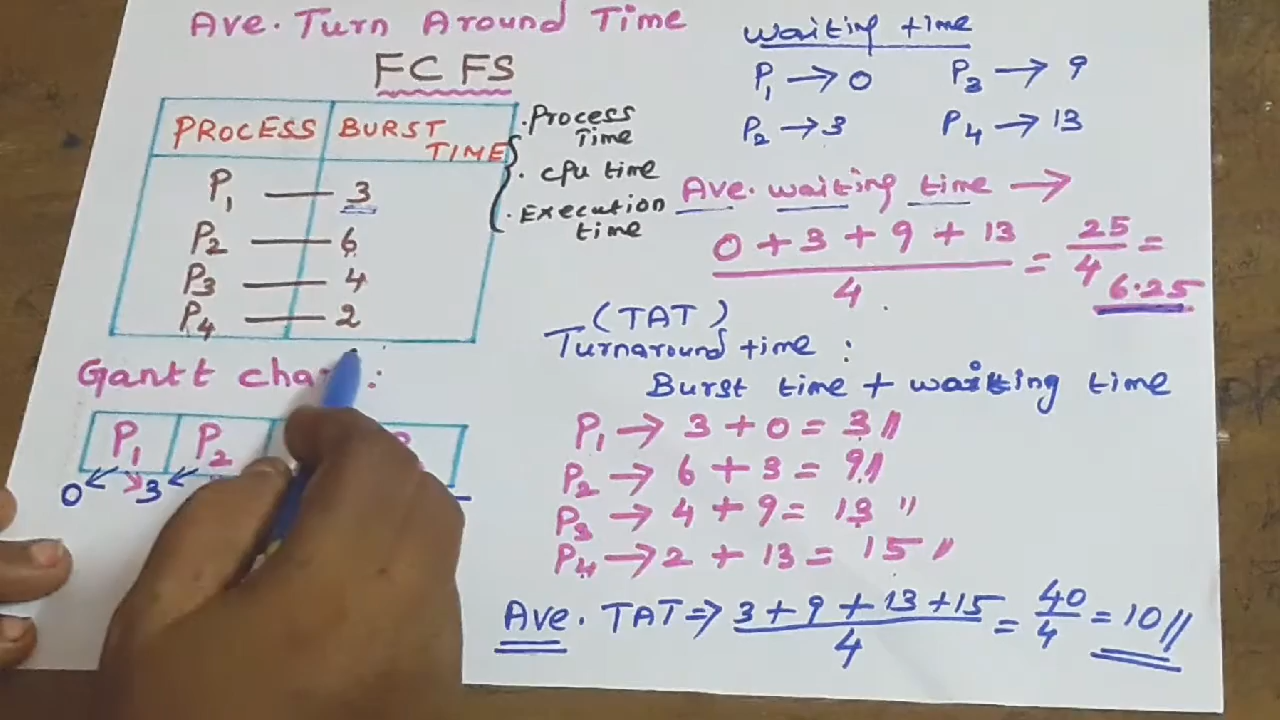 Ave. Turn Around Time
FCFS
PROCESS BURST TIME
P1 — 3
P2 — 6
P3 — 4
P4 — 2
. Process Time
. cpu time
. Execution time
Gantt :
P1 P2
0 3
Waiting time
P1 → 0 P3 → 9
P2 → 3 P4 → 13
Ave. waiting time →
0 + 3 + 9 + 13 / 4 = 25 / 4 = 6.25
(TAT)
Turnaround time :
Burst time + waiting time
P1 → 3 + 0 = 3 //
P2 → 6 + 3 = 9 //
P3 → 4 + 9 = 13 "
P4 → 2 + 13 = 15 //
Ave. TAT ⇒ 3 + 9 + 13 + 15 / 4 = 40 / 4 = 10 //